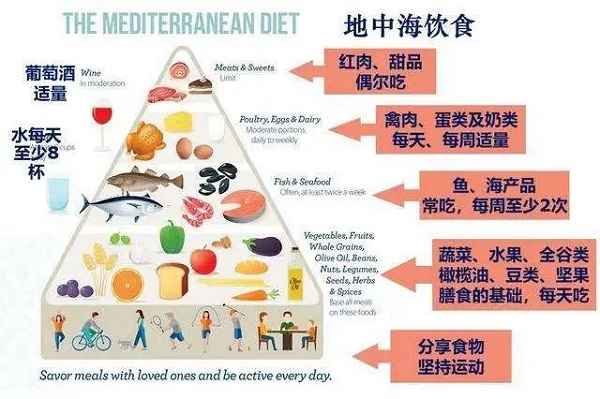 THE MEDITERRANEAN DIET
地中海饮食
葡萄酒
适量
Wine
In moderation
Meats & Sweets
Limit
红肉、甜品
偶尔吃
水每天
至少8
杯
cups
Poultry, Eggs & Dairy
Moderate portions,
daily to weekly
禽肉、蛋类及奶类
每天、每周适量
Fish & Seafood
Often, at least twice a week
鱼、海产品
常吃，每周至少2次
Vegetables, Fruits,
Whole Grains,
Olive Oil, Beans,
Nuts, Legumes,
Seeds, Herbs
& Spices
Base all meals
on these foods
蔬菜、水果、全谷类
橄榄油、豆类、坚果
膳食的基础，每天吃
Olive
Oil
分享食物
坚持运动
Savor meals with loved ones and be active every day.